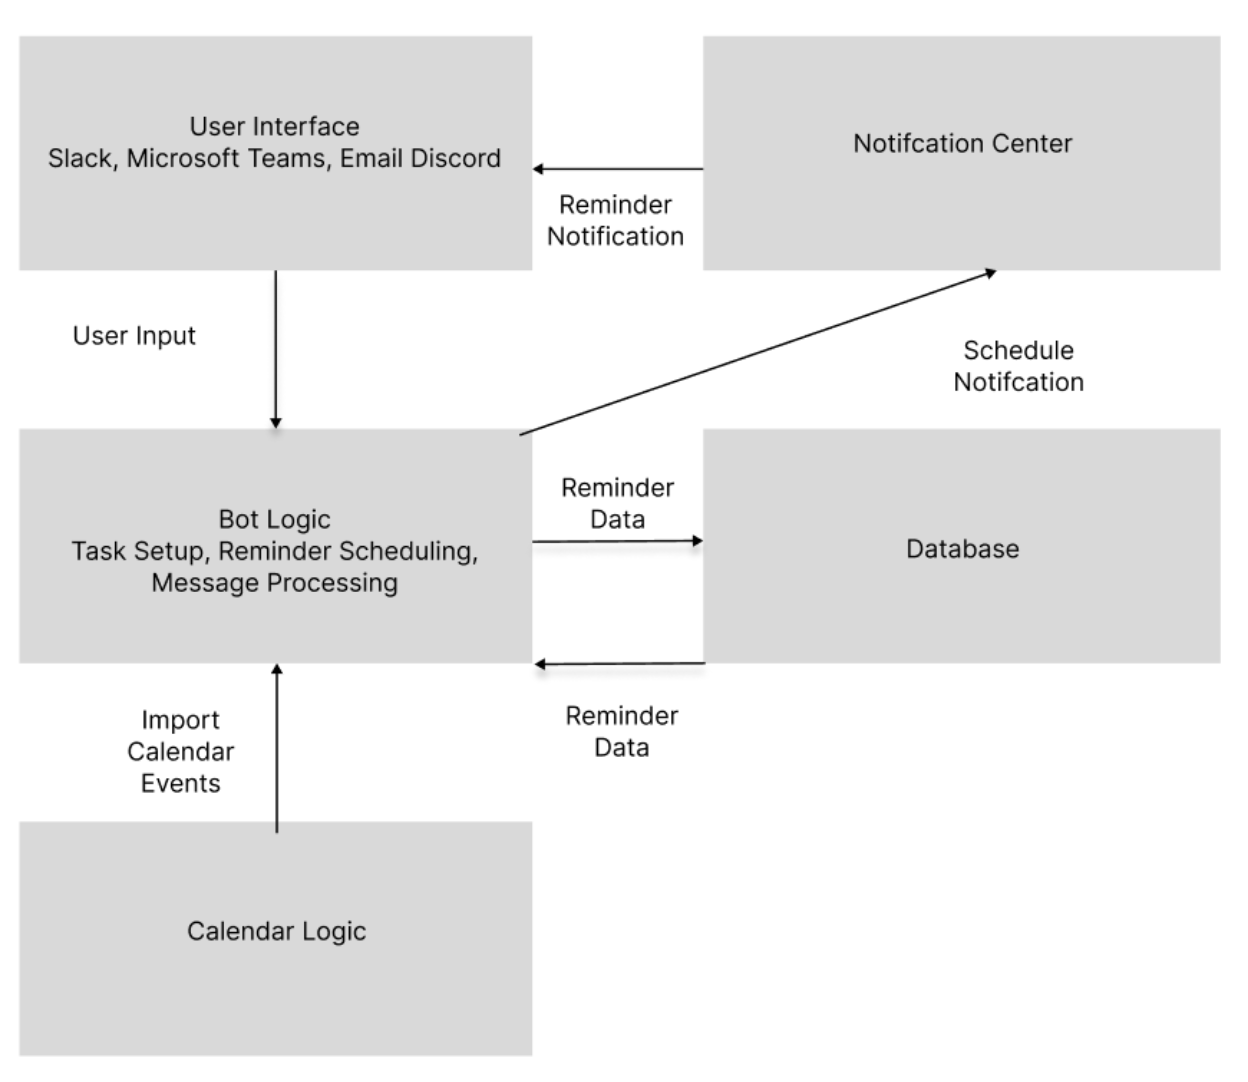 User Interface
Slack, Microsoft Teams, Email Discord
Notifcation Center
Reminder
Notification
User Input
Schedule
Notifcation
Bot Logic
Task Setup, Reminder Scheduling,
Message Processing
Reminder
Data
Database
Reminder
Data
Import
Calendar
Events
Calendar Logic